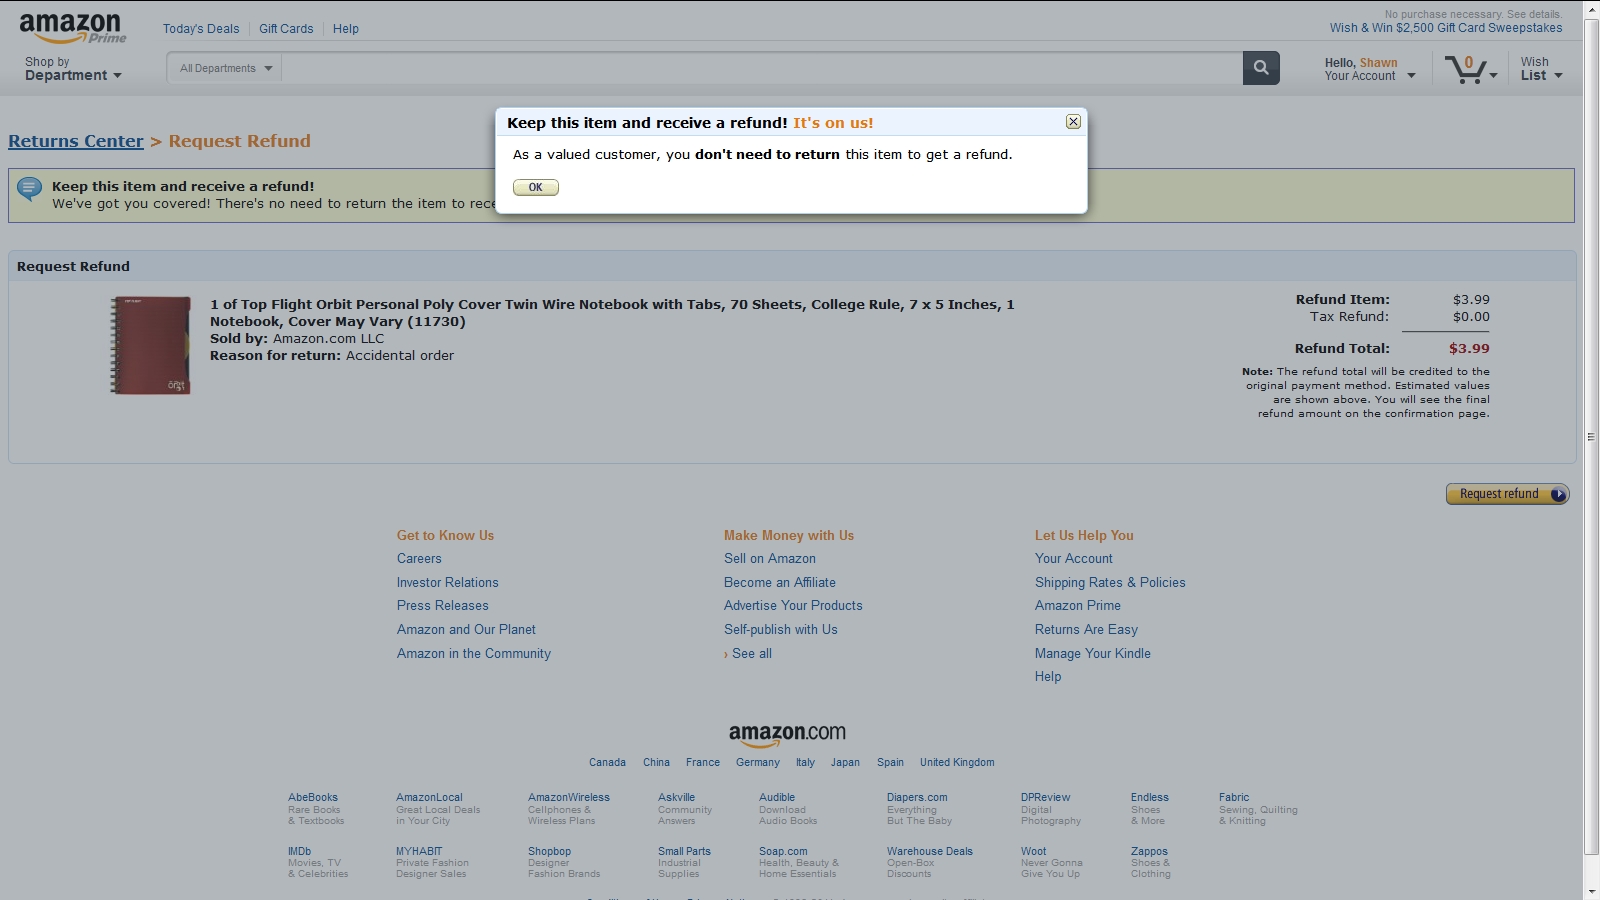 amazon
Prime
Today's Deals
Gift Cards
Help
No purchase necessary. See details.
Wish & Win $2,500 Gift Card Sweepstakes
Shop by
Department
All Departments
Hello, Shawn
Your Account
0
Wish
List
Returns Center > Request Refund
Keep this item and receive a refund! It's on us!
As a valued customer, you don't need to return this item to get a refund.
OK
Keep this item and receive a refund!
We've got you covered! There's no need to return the item to rece
Request Refund
1 of Top Flight Orbit Personal Poly Cover Twin Wire Notebook with Tabs, 70 Sheets, College Rule, 7 x 5 Inches, 1
Notebook, Cover May Vary (11730)
Sold by: Amazon.com LLC
Reason for return: Accidental order
Refund Item: $3.99
Tax Refund: $0.00
Refund Total: $3.99
Note: The refund total will be credited to the
original payment method. Estimated values
are shown above. You will see the final
refund amount on the confirmation page.
Request refund
Get to Know Us
Careers
Investor Relations
Press Releases
Amazon and Our Planet
Amazon in the Community
Make Money with Us
Sell on Amazon
Become an Affiliate
Advertise Your Products
Self-publish with Us
› See all
Let Us Help You
Your Account
Shipping Rates & Policies
Amazon Prime
Returns Are Easy
Manage Your Kindle
Help
amazon.com
Canada China France Germany Italy Japan Spain United Kingdom
AbeBooks
Rare Books
& Textbooks
AmazonLocal
Great Local Deals
in Your City
AmazonWireless
Cellphones &
Wireless Plans
Askville
Community
Answers
Audible
Download
Audio Books
Diapers.com
Everything
But The Baby
DPReview
Digital
Photography
Endless
Shoes
& More
Fabric
Sewing, Quilting
& Knitting
IMDb
Movies, TV
& Celebrities
MYHABIT
Private Fashion
Designer Sales
Shopbop
Designer
Fashion Brands
Small Parts
Industrial
Supplies
Soap.com
Health, Beauty &
Home Essentials
Warehouse Deals
Open-Box
Discounts
Woot
Never Gonna
Give You Up
Zappos
Shoes &
Clothing